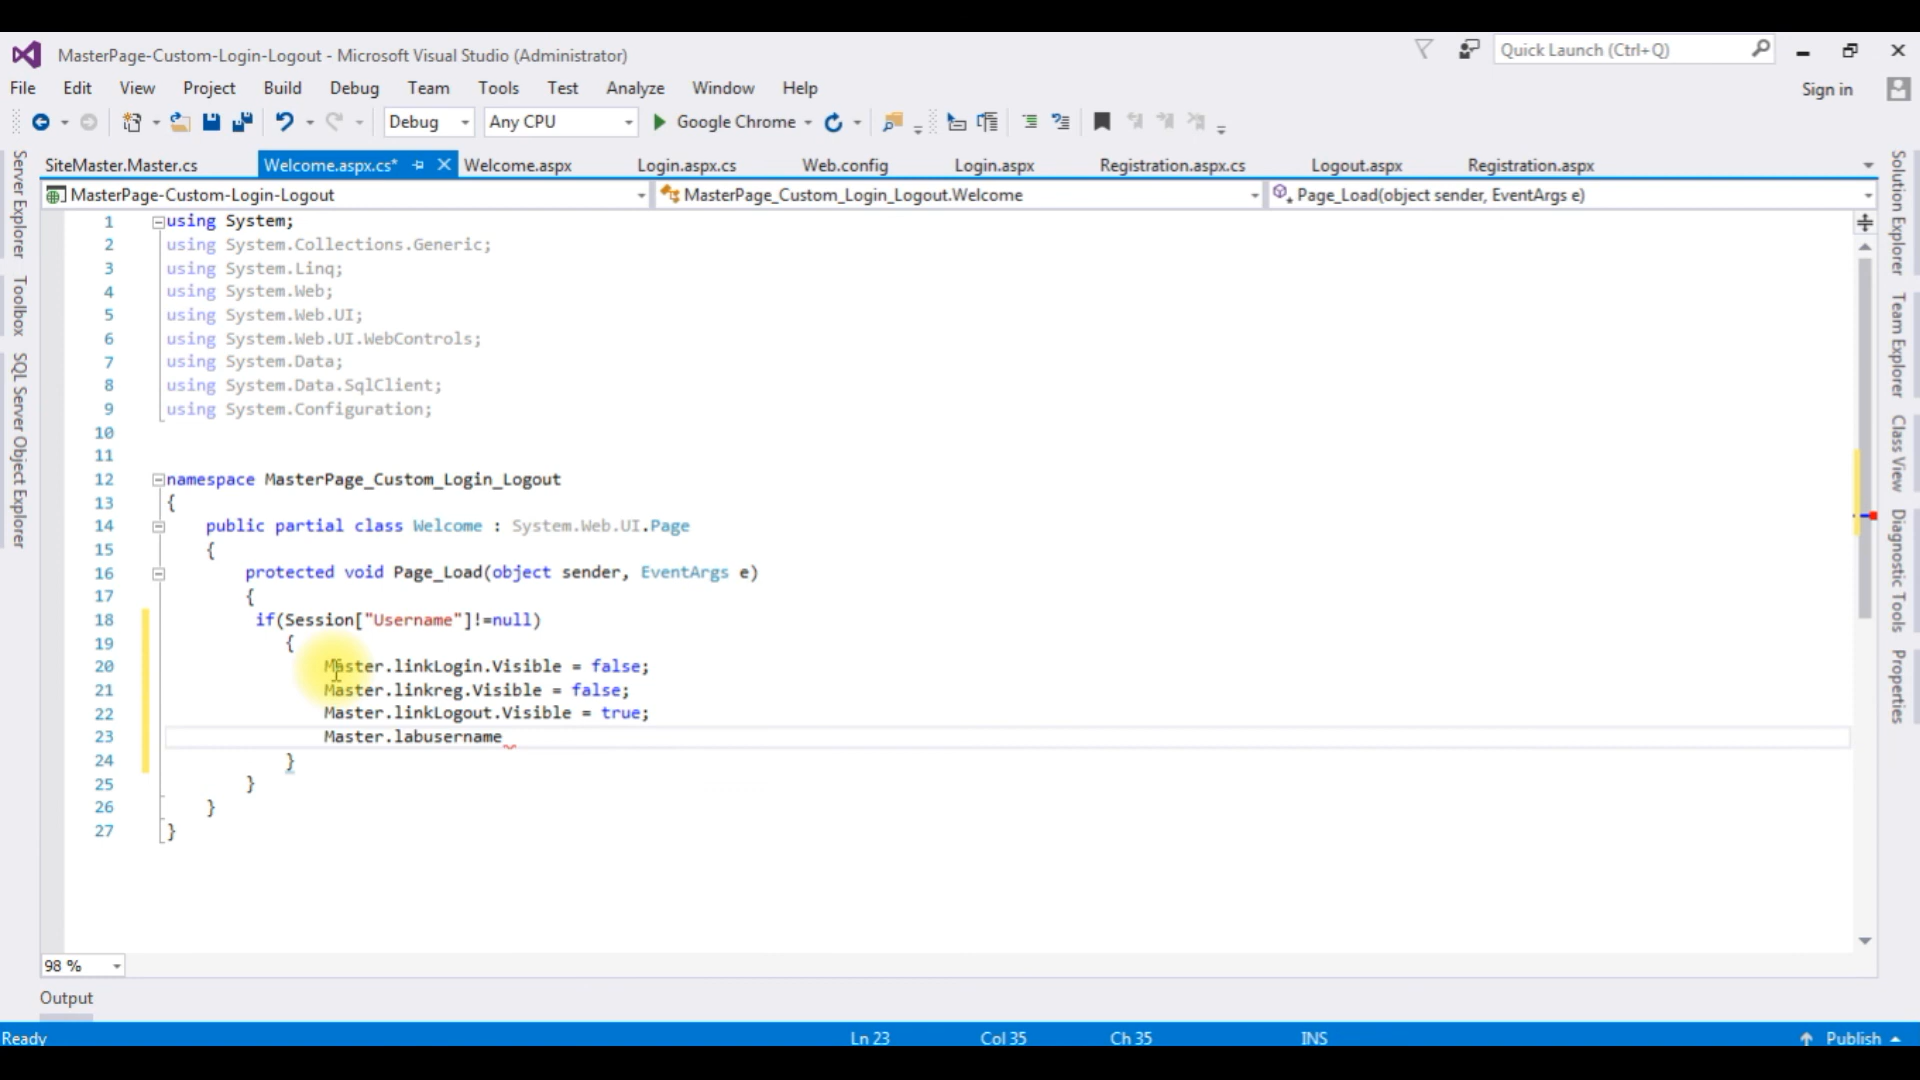 MasterPage-Custom-Login-Logout - Microsoft Visual Studio (Administrator)
Quick Launch (Ctrl+Q)
File Edit View Project Build Debug Team Tools Test Analyze Window Help
Sign in
Debug Any CPU Google Chrome
SiteMaster.Master.cs Welcome.aspx.cs* Welcome.aspx Login.aspx.cs Web.config Login.aspx Registration.aspx.cs Logout.aspx Registration.aspx
MasterPage-Custom-Login-Logout MasterPage_Custom_Login_Logout.Welcome Page_Load(object sender, EventArgs e)
Server Explorer
Toolbox
SQL Server Object Explorer
1 using System;
2 using System.Collections.Generic;
3 using System.Linq;
4 using System.Web;
5 using System.Web.UI;
6 using System.Web.UI.WebControls;
7 using System.Data;
8 using System.Data.SqlClient;
9 using System.Configuration;
10
11
12 namespace MasterPage_Custom_Login_Logout
13 {
14 public partial class Welcome : System.Web.UI.Page
15 {
16 protected void Page_Load(object sender, EventArgs e)
17 {
18 if(Session["Username"]!=null)
19 {
20 Master.linkLogin.Visible = false;
21 Master.linkreg.Visible = false;
22 Master.linkLogout.Visible = true;
23 Master.labusername
24 }
25 }
26 }
27 }
Solution Explorer
Team Explorer
Class View
Diagnostic Tools
Properties
98 %
Output
Ready Ln 23 Col 35 Ch 35 INS Publish